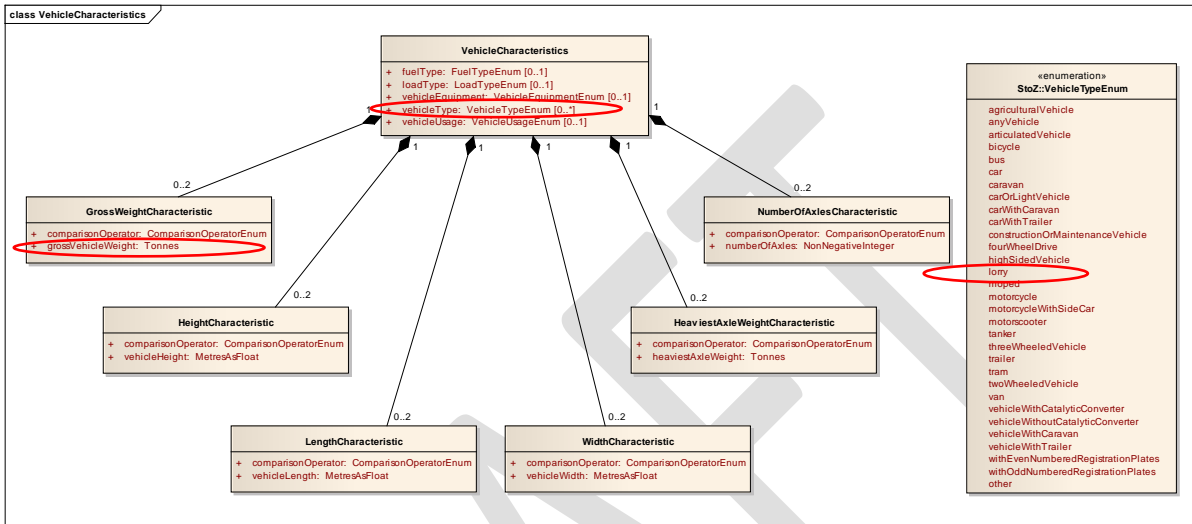 class VehicleCharacteristics
VehicleCharacteristics
+ fuelType: FuelTypeEnum [0..1]
+ loadType: LoadTypeEnum [0..1]
+ vehicleEquipment: VehicleEquipmentEnum [0..1]
+ vehicleType: VehicleTypeEnum [0..*]
+ vehicleUsage: VehicleUsageEnum [0..1]
1
1
1
1
1
1
0..2
GrossWeightCharacteristic
+ comparisonOperator: ComparisonOperatorEnum
+ grossVehicleWeight: Tonnes
0..2
NumberOfAxlesCharacteristic
+ comparisonOperator: ComparisonOperatorEnum
+ numberOfAxles: NonNegativeInteger
0..2
HeightCharacteristic
+ comparisonOperator: ComparisonOperatorEnum
+ vehicleHeight: MetresAsFloat
0..2
HeaviestAxleWeightCharacteristic
+ comparisonOperator: ComparisonOperatorEnum
+ heaviestAxleWeight: Tonnes
0..2
LengthCharacteristic
+ comparisonOperator: ComparisonOperatorEnum
+ vehicleLength: MetresAsFloat
0..2
WidthCharacteristic
+ comparisonOperator: ComparisonOperatorEnum
+ vehicleWidth: MetresAsFloat
«enumeration»
StoZ::VehicleTypeEnum
agriculturalVehicle
anyVehicle
articulatedVehicle
bicycle
bus
car
caravan
carOrLightVehicle
carWithCaravan
carWithTrailer
constructionOrMaintenanceVehicle
fourWheelDrive
highSidedVehicle
lorry
moped
motorcycle
motorcycleWithSideCar
motorscooter
tanker
threeWheeledVehicle
trailer
tram
twoWheeledVehicle
van
vehicleWithCatalyticConverter
vehicleWithoutCatalyticConverter
vehicleWithCaravan
vehicleWithTrailer
withEvenNumberedRegistrationPlates
withOddNumberedRegistrationPlates
other